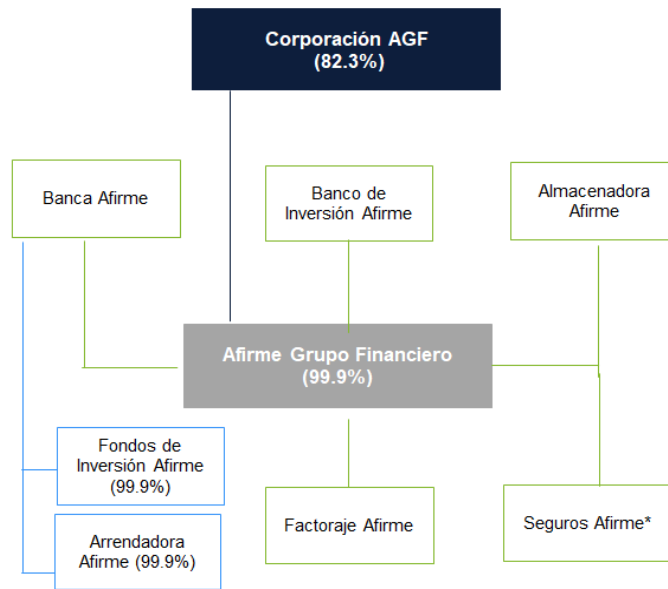 Corporación AGF
(82.3%)
Banca Afirme
Banco de
Inversión Afirme
Almacenadora
Afirme
Afirme Grupo Financiero
(99.9%)
Fondos de
Inversión Afirme
(99.9%)
Arrendadora
Afirme (99.9%)
Factoraje Afirme
Seguros Afirme*